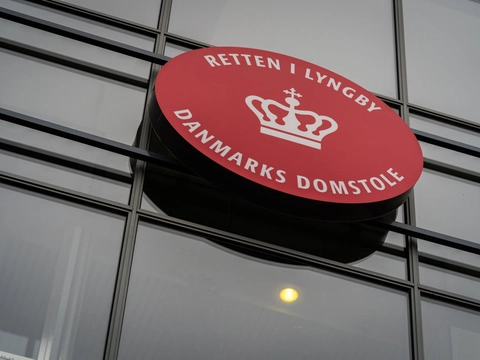 RETTEN I LYNGBY
DANMARKS DOMSTOLE